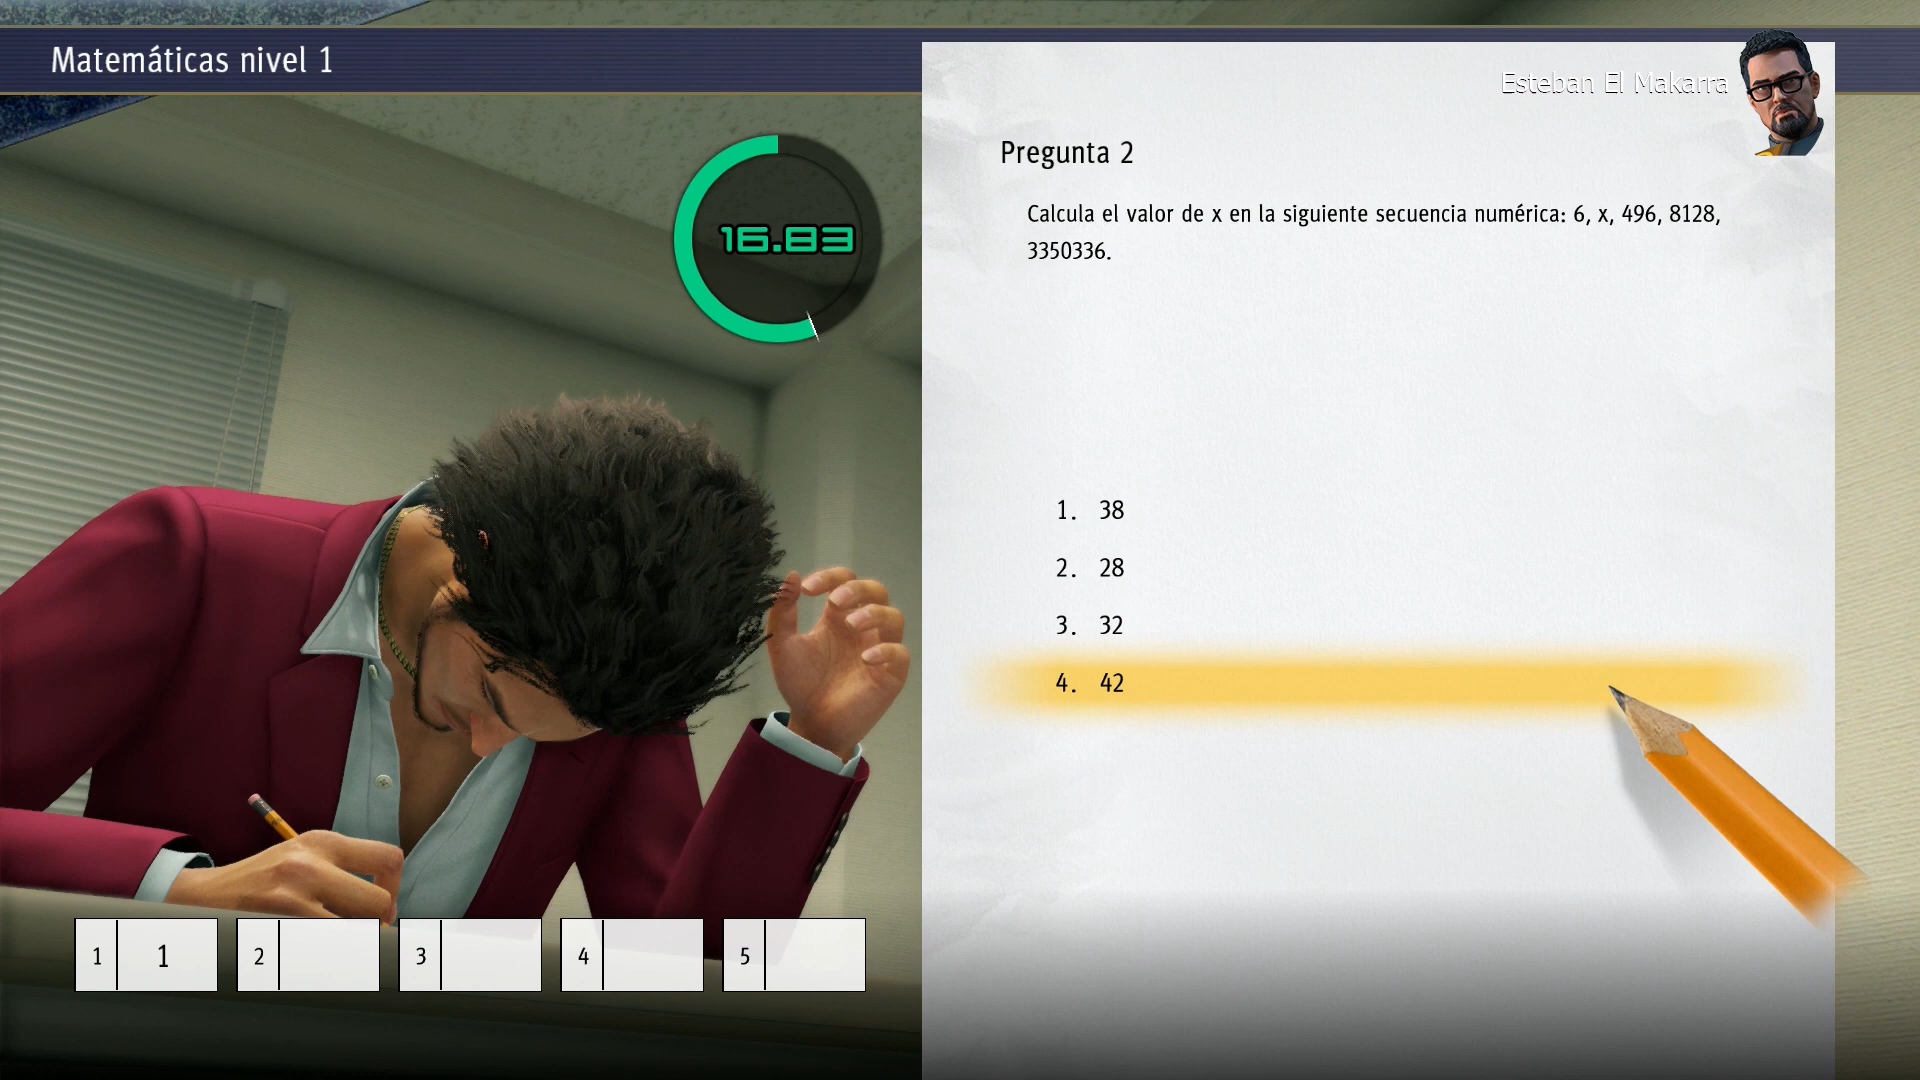 Matemáticas nivel 1
Esteban El Makarra
16.83
Pregunta 2
Calcula el valor de x en la siguiente secuencia numérica: 6, x, 496, 8128,
3350336.
1. 38
2. 28
3. 32
4. 42
1 1 2 3 4 5